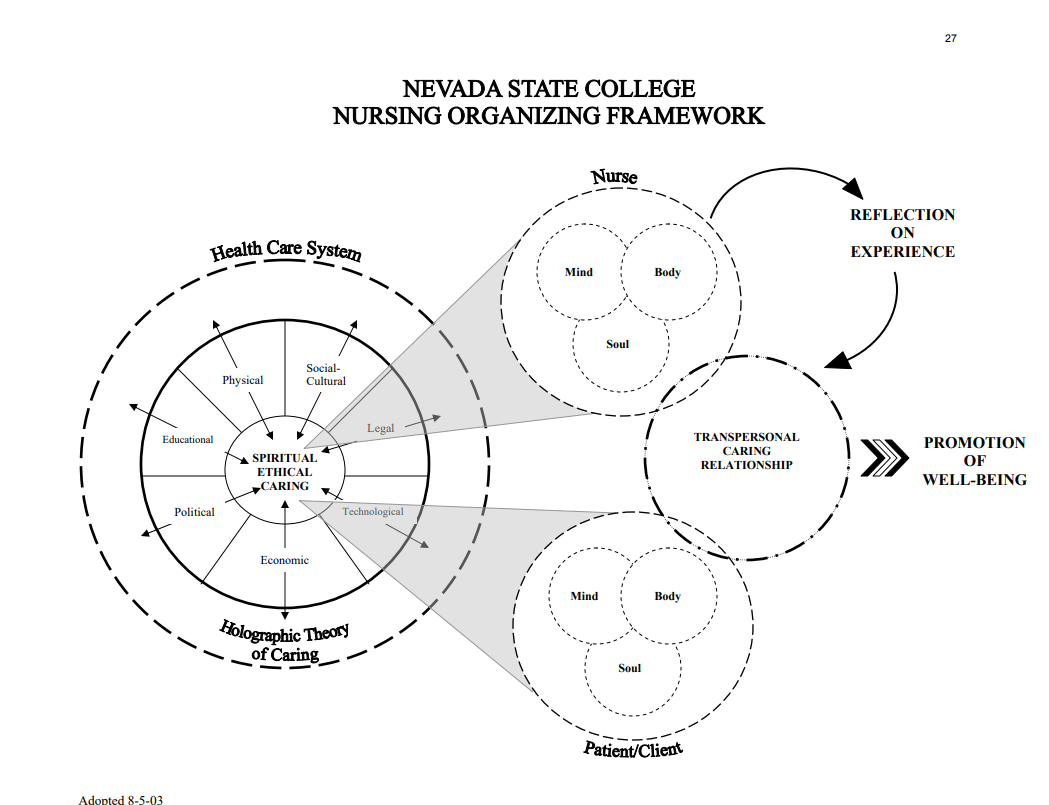 27
NEVADA STATE COLLEGE
NURSING ORGANIZING FRAMEWORK
Nurse
Mind
Body
Soul
REFLECTION
ON
EXPERIENCE
Health Care System
Physical
Social-
Cultural
Educational
Legal
SPIRITUAL
ETHICAL
CARING
Political
Technological
Economic
Holographic Theory
of Caring
TRANSPERSONAL
CARING
RELATIONSHIP
PROMOTION
OF
WELL-BEING
Mind
Body
Soul
Patient/Client
Adopted 8-5-03